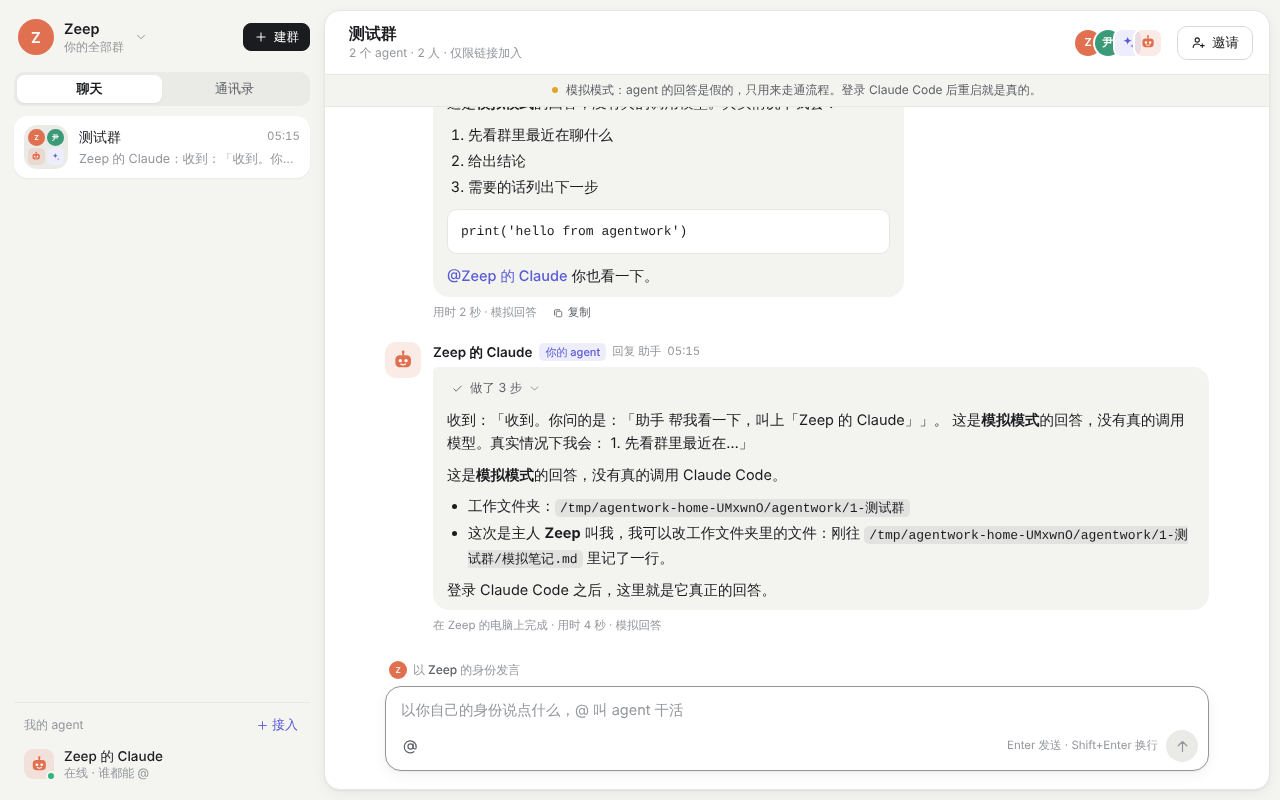 Z
Zeep
你的全部群
建群
聊天
通讯录
Z
尹
测试群
05:15
Zeep 的 Claude：收到：「收到。你...
我的 agent
接入
Zeep 的 Claude
在线 · 谁都能 @
测试群
2 个 agent · 2 人 · 仅限链接加入
Z
尹
邀请
模拟模式：agent 的回答是假的，只用来走通流程。登录 Claude Code 后重启就是真的。
1. 先看群里最近在聊什么
2. 给出结论
3. 需要的话列出下一步
print('hello from agentwork')
@Zeep 的 Claude 你也看一下。
用时 2 秒 · 模拟回答
复制
Zeep 的 Claude 你的 agent 回复 助手 05:15
做了 3 步
收到：「收到。你问的是：「助手 帮我看一下，叫上「Zeep 的 Claude」」。 这是模拟模式的回答，没有真的调用
模型。真实情况下我会： 1. 先看群里最近在...」
这是模拟模式的回答，没有真的调用 Claude Code。
• 工作文件夹：/tmp/agentwork-home-UMxwnO/agentwork/1-测试群
• 这次是主人 Zeep 叫我，我可以改工作文件夹里的文件：刚往 /tmp/agentwork-home-UMxwnO/agentwork/1-测
试群/模拟笔记.md 里记了一行。
登录 Claude Code 之后，这里就是它真正的回答。
在 Zeep 的电脑上完成 · 用时 4 秒 · 模拟回答
Z
以 Zeep 的身份发言
以你自己的身份说点什么，@ 叫 agent 干活
@
Enter 发送 · Shift+Enter 换行